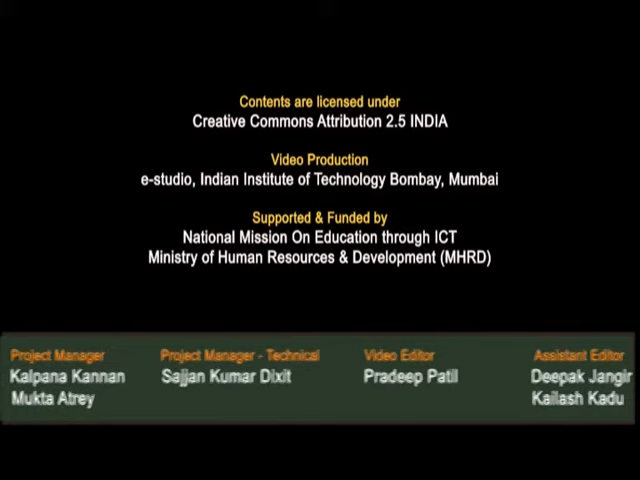 Contents are licensed under
Creative Commons Attribution 2.5 INDIA
Video Production
e-studio, Indian Institute of Technology Bombay, Mumbai
Supported & Funded by
National Mission On Education through ICT
Ministry of Human Resources & Development (MHRD)
Project Manager
Kalpana Kannan
Mukta Atrey
Project Manager - Technical
Sajjan Kumar Dixit
Video Editor
Pradeep Patil
Assistant Editor
Deepak Jangir
Kailash Kadu